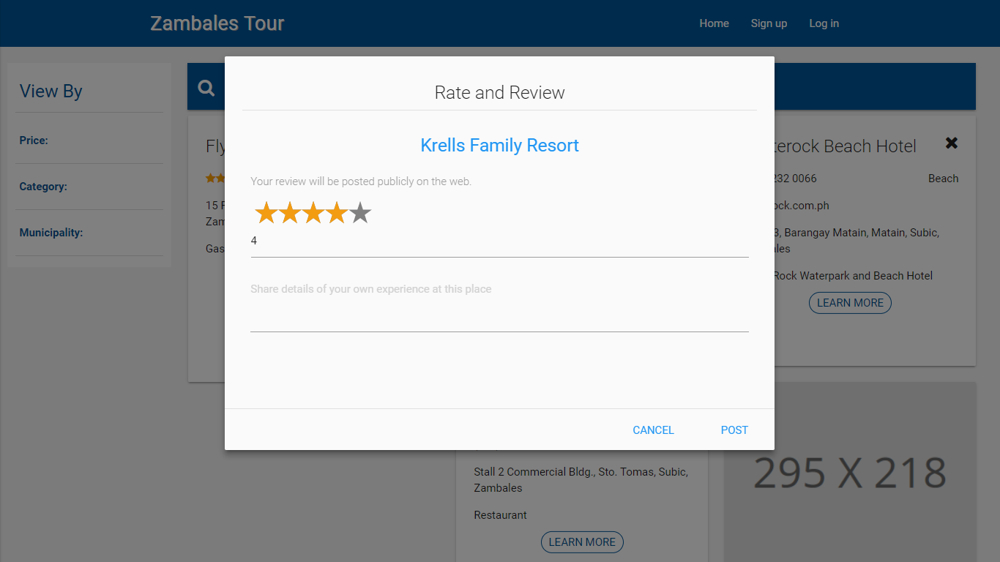 Zambales Tour
Home
Sign up
Log in
View By
Price:
Category:
Municipality:
Rate and Review
Krells Family Resort
Your review will be posted publicly on the web.
4
Share details of your own experience at this place
CANCEL
POST
Fly
15
Zam
Gas
terock Beach Hotel
232 0066
Beach
ock.com.ph
3, Barangay Matain, Matain, Subic,
les
Rock Waterpark and Beach Hotel
LEARN MORE
Stall 2 Commercial Bldg., Sto. Tomas, Subic,
Zambales
Restaurant
LEARN MORE
295 X 218